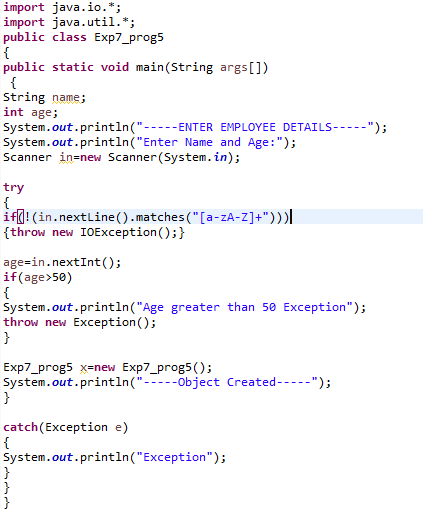 import java.io.*;
import java.util.*;
public class Exp7_prog5
{
public static void main(String args[])
{
String name;
int age;
System.out.println("-----ENTER EMPLOYEE DETAILS-----");
System.out.println("Enter Name and Age:");
Scanner in=new Scanner(System.in);
try
{
if(!(in.nextLine().matches("[a-zA-Z]+")))
{throw new IOException();}
age=in.nextInt();
if(age>50)
{
System.out.println("Age greater than 50 Exception");
throw new Exception();
}
Exp7_prog5 x=new Exp7_prog5();
System.out.println("-----Object Created-----");
}
catch(Exception e)
{
System.out.println("Exception");
}
}
}